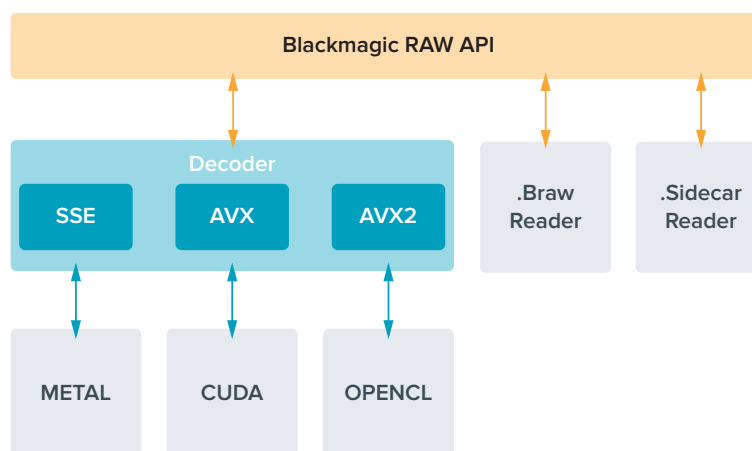 Blackmagic RAW API
Decoder
SSE
AVX
AVX2
.Braw
Reader
.Sidecar
Reader
METAL
CUDA
OPENCL